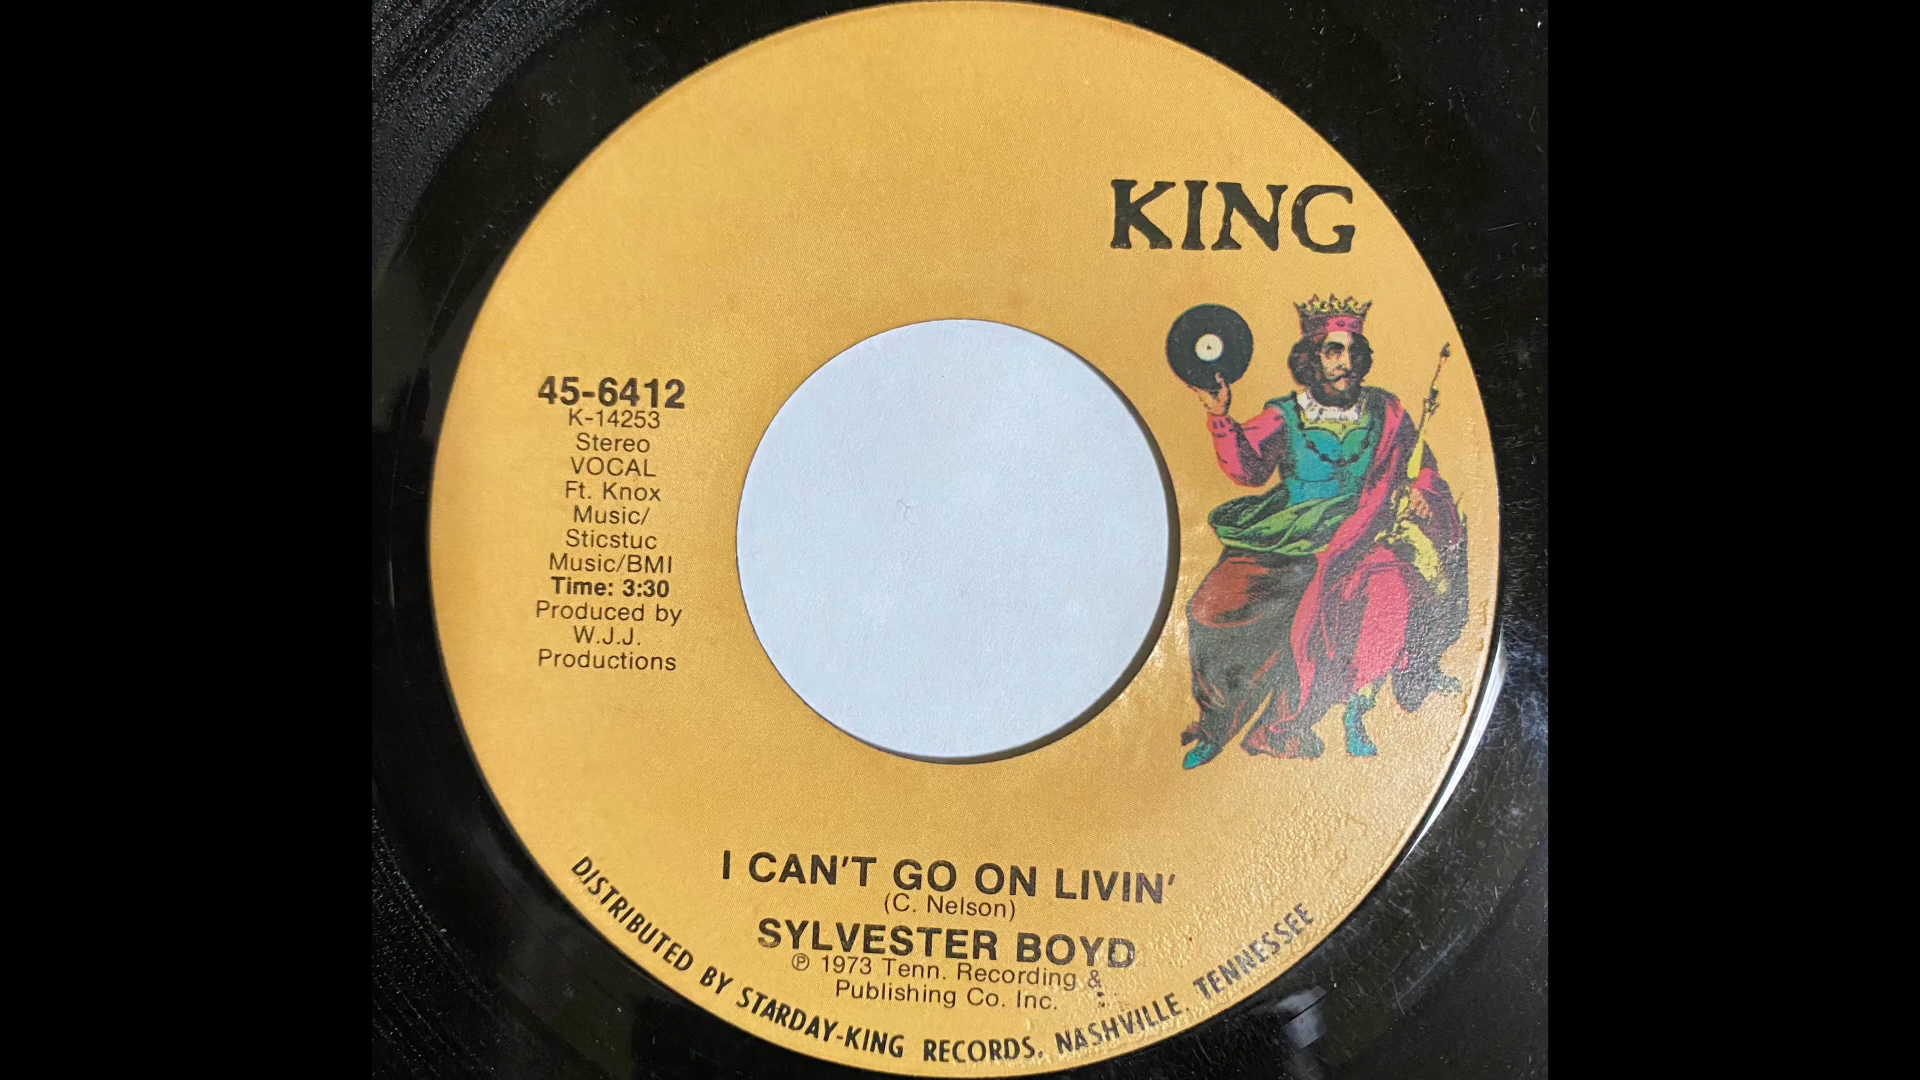 KING
45-6412
K-14253
Stereo
VOCAL
Ft. Knox
Music/
Sticstuc
Music/BMI
Time: 3:30
Produced by
W.J.J.
Productions
I CAN'T GO ON LIVIN'
(C. Nelson)
SYLVESTER BOYD
℗ 1973 Tenn. Recording &
Publishing Co. Inc.
DISTRIBUTED BY STARDAY-KING RECORDS, NASHVILLE TENNESSEE